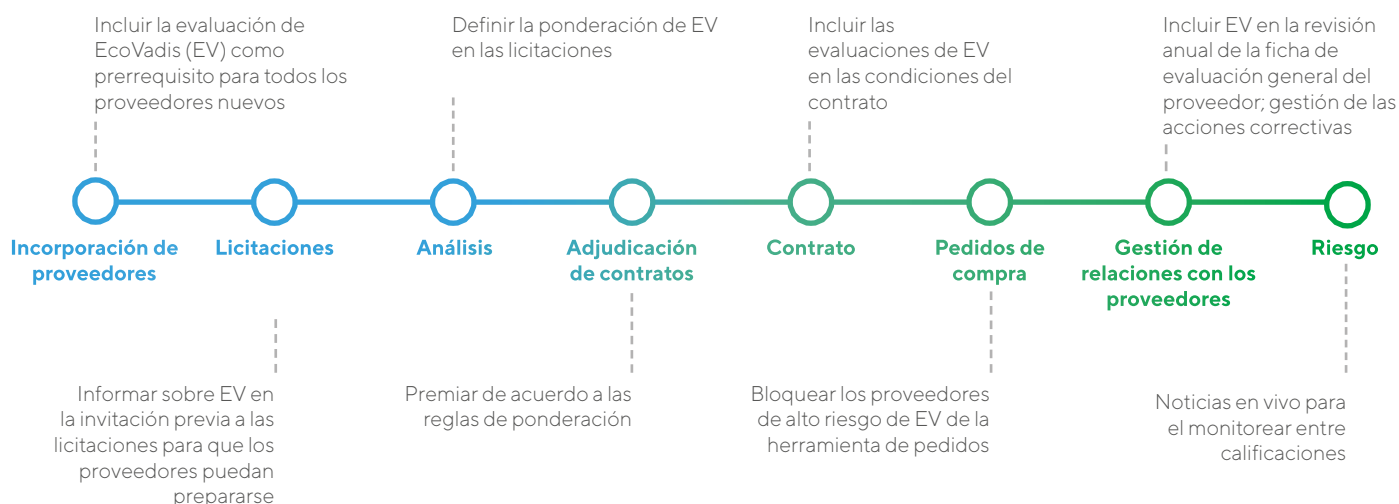 Incluir la evaluación de
EcoVadis (EV) como
prerrequisito para todos los
proveedores nuevos
Definir la ponderación de EV
en las licitaciones
Incluir las
evaluaciones de EV
en las condiciones del
contrato
Incluir EV en la revisión
anual de la ficha de
evaluación general del
proveedor; gestión de las
acciones correctivas
Incorporación de
proveedores
Licitaciones
Análisis
Adjudicación
de contratos
Contrato
Pedidos de
compra
Gestión de
relaciones con los
proveedores
Riesgo
Informar sobre EV en
la invitación previa a las
licitaciones para que los
proveedores puedan
prepararse
Premiar de acuerdo a las
reglas de ponderación
Bloquear los proveedores
de alto riesgo de EV de la
herramienta de pedidos
Noticias en vivo para
el monitorear entre
calificaciones